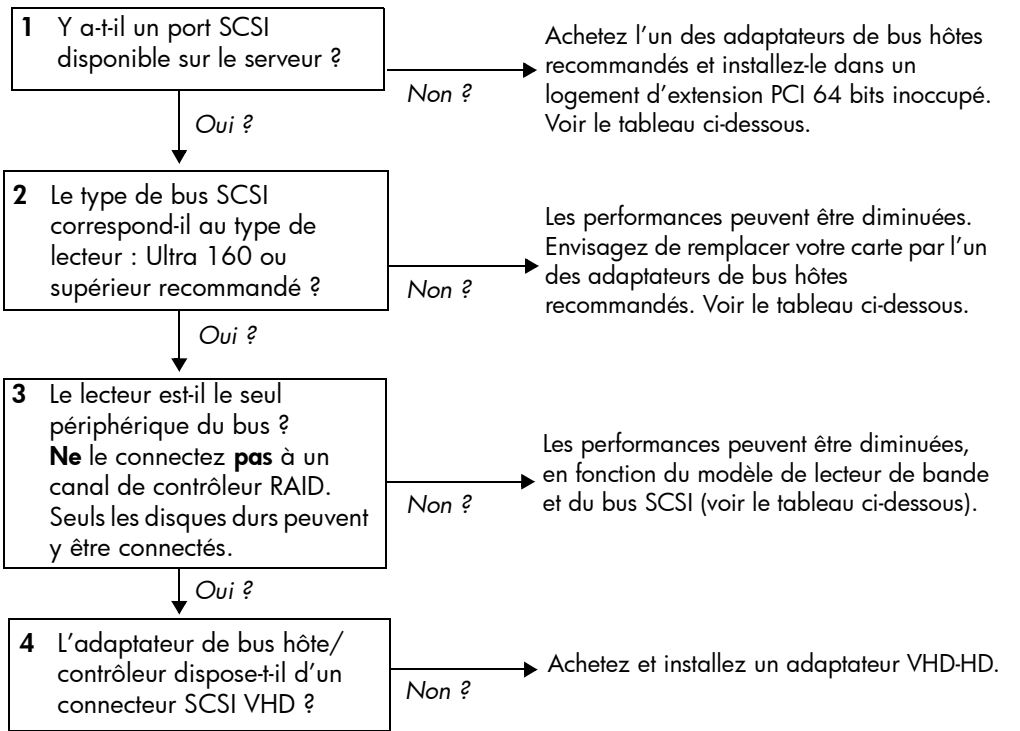 1 Y a-t-il un port SCSI
disponible sur le serveur ?
Non ?
Achetez l'un des adaptateurs de bus hôtes
recommandés et installez-le dans un
logement d'extension PCI 64 bits inoccupé.
Voir le tableau ci-dessous.
Oui ?
2 Le type de bus SCSI
correspond-il au type de
lecteur : Ultra 160 ou
supérieur recommandé ?
Non ?
Les performances peuvent être diminuées.
Envisagez de remplacer votre carte par l'un
des adaptateurs de bus hôtes
recommandés. Voir le tableau ci-dessous.
Oui ?
3 Le lecteur est-il le seul
périphérique du bus ?
Ne le connectez pas à un
canal de contrôleur RAID.
Seuls les disques durs peuvent
y être connectés.
Non ?
Les performances peuvent être diminuées,
en fonction du modèle de lecteur de bande
et du bus SCSI (voir le tableau ci-dessous).
Oui ?
4 L'adaptateur de bus hôte/
contrôleur dispose-t-il d'un
connecteur SCSI VHD ?
Non ?
Achetez et installez un adaptateur VHD-HD.